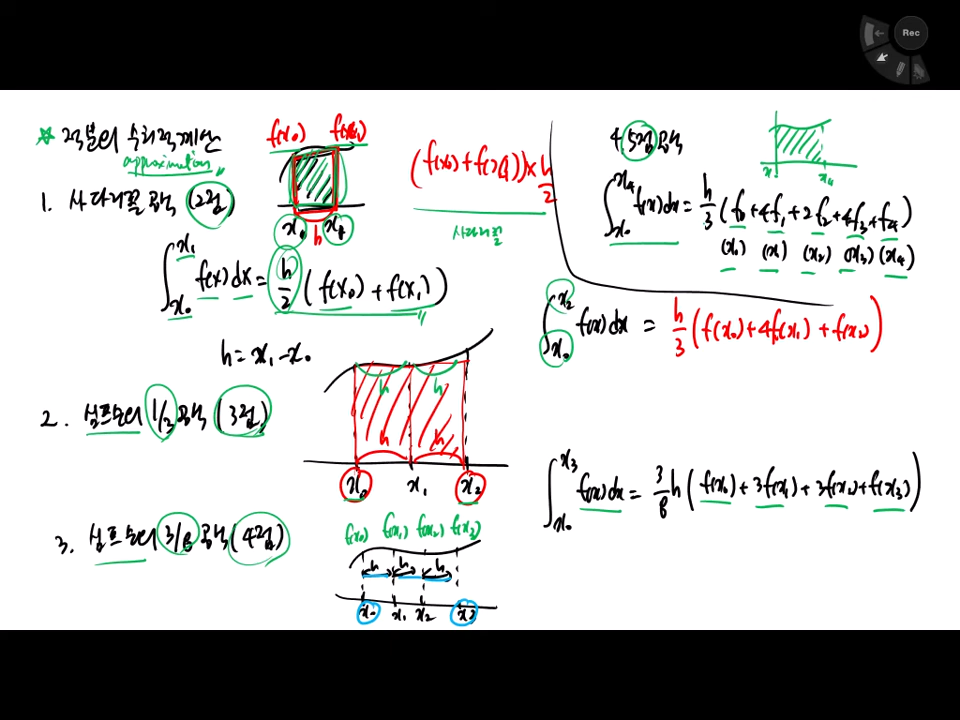 Rec
* 적분의 수치적계산
approximation
f(x₀) f(x₁)
x₀ h x₁
(f(x₀)+f(x₁))×h/2
사다리꼴
1. 사다리꼴 공식 (2점)
∫_{x₀}^{x₁} f(x)dx = h/2 (f(x₀)+f(x₁))
h = x₁-x₀
2. 심프슨의 1/3 공식 (3점)
h h
h h
x₀ x₁ x₂
3. 심프슨의 3/8 공식 (4점)
f(x₀) f(x₁) f(x₂) f(x₃)
h h h
x₀ x₁ x₂ x₃
4 5점 공식
x₀ x₄
∫_{x₀}^{x₄} f(x)dx = h/3 (f₀+4f₁+2f₂+4f₃+f₄)
(x₀) (x₁) (x₂) (x₃) (x₄)
∫_{x₀}^{x₂} f(x)dx = h/3 (f(x₀)+4f(x₁)+f(x₂))
∫_{x₀}^{x₃} f(x)dx = 3/8 h (f(x₀)+3f(x₁)+3f(x₂)+f(x₃))